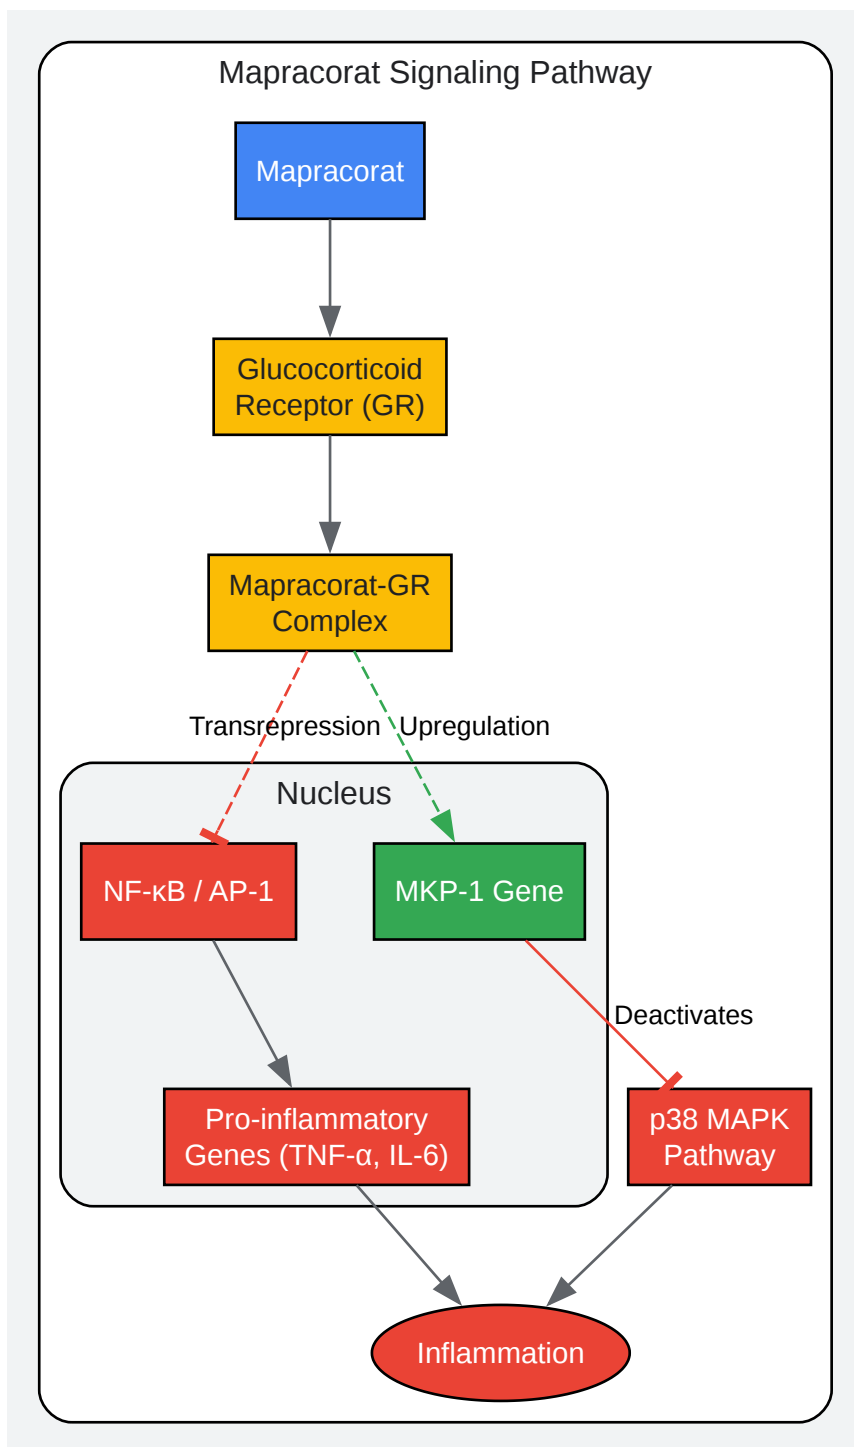 Mapracorat Signaling Pathway
Mapracorat
Glucocorticoid
Receptor (GR)
Mapracorat-GR
Complex
Transrepression
Upregulation
Nucleus
NF-κB / AP-1
MKP-1 Gene
Deactivates
Pro-inflammatory
Genes (TNF-α, IL-6)
p38 MAPK
Pathway
Inflammation